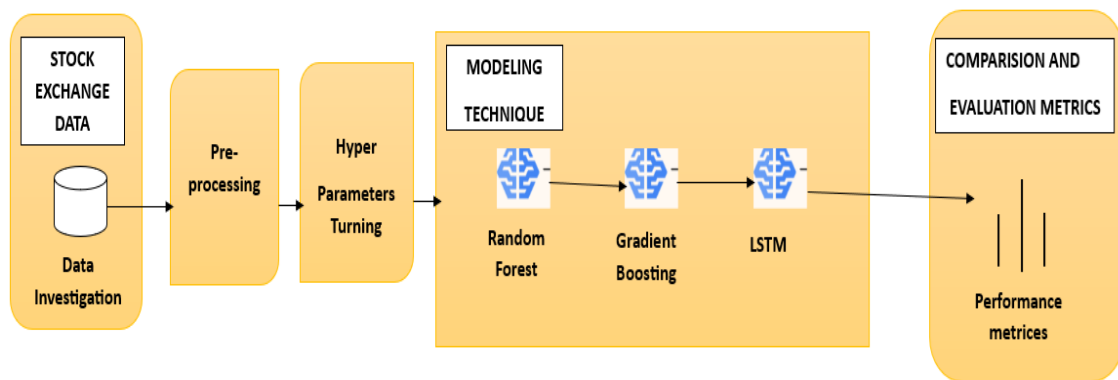 STOCK
EXCHANGE
DATA
Data
Investigation
Pre-
processing
Hyper
Parameters
Turning
MODELING
TECHNIQUE
Random
Forest
Gradient
Boosting
LSTM
COMPARISION AND
EVALUATION METRICS
Performance
metrices